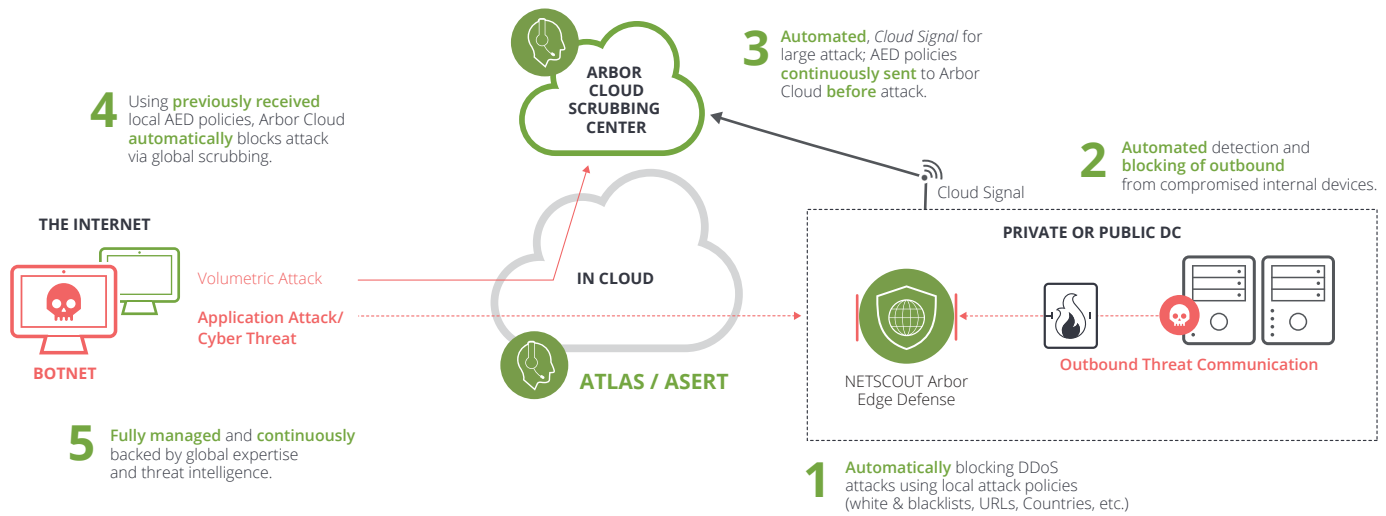 ARBOR
CLOUD
SCRUBBING
CENTER
3
Automated, Cloud Signal for
large attack; AED policies
continuously sent to Arbor
Cloud before attack.
4
Using previously received
local AED policies, Arbor Cloud
automatically blocks attack
via global scrubbing.
2
Automated detection and
blocking of outbound
from compromised internal devices.
Cloud Signal
THE INTERNET
PRIVATE OR PUBLIC DC
Volumetric Attack
IN CLOUD
Application Attack/
Cyber Threat
BOTNET
ATLAS / ASERT
NETSCOUT Arbor
Edge Defense
Outbound Threat Communication
5
Fully managed and continuously
backed by global expertise
and threat intelligence.
1
Automatically blocking DDoS
attacks using local attack policies
(white & blacklists, URLs, Countries, etc.)